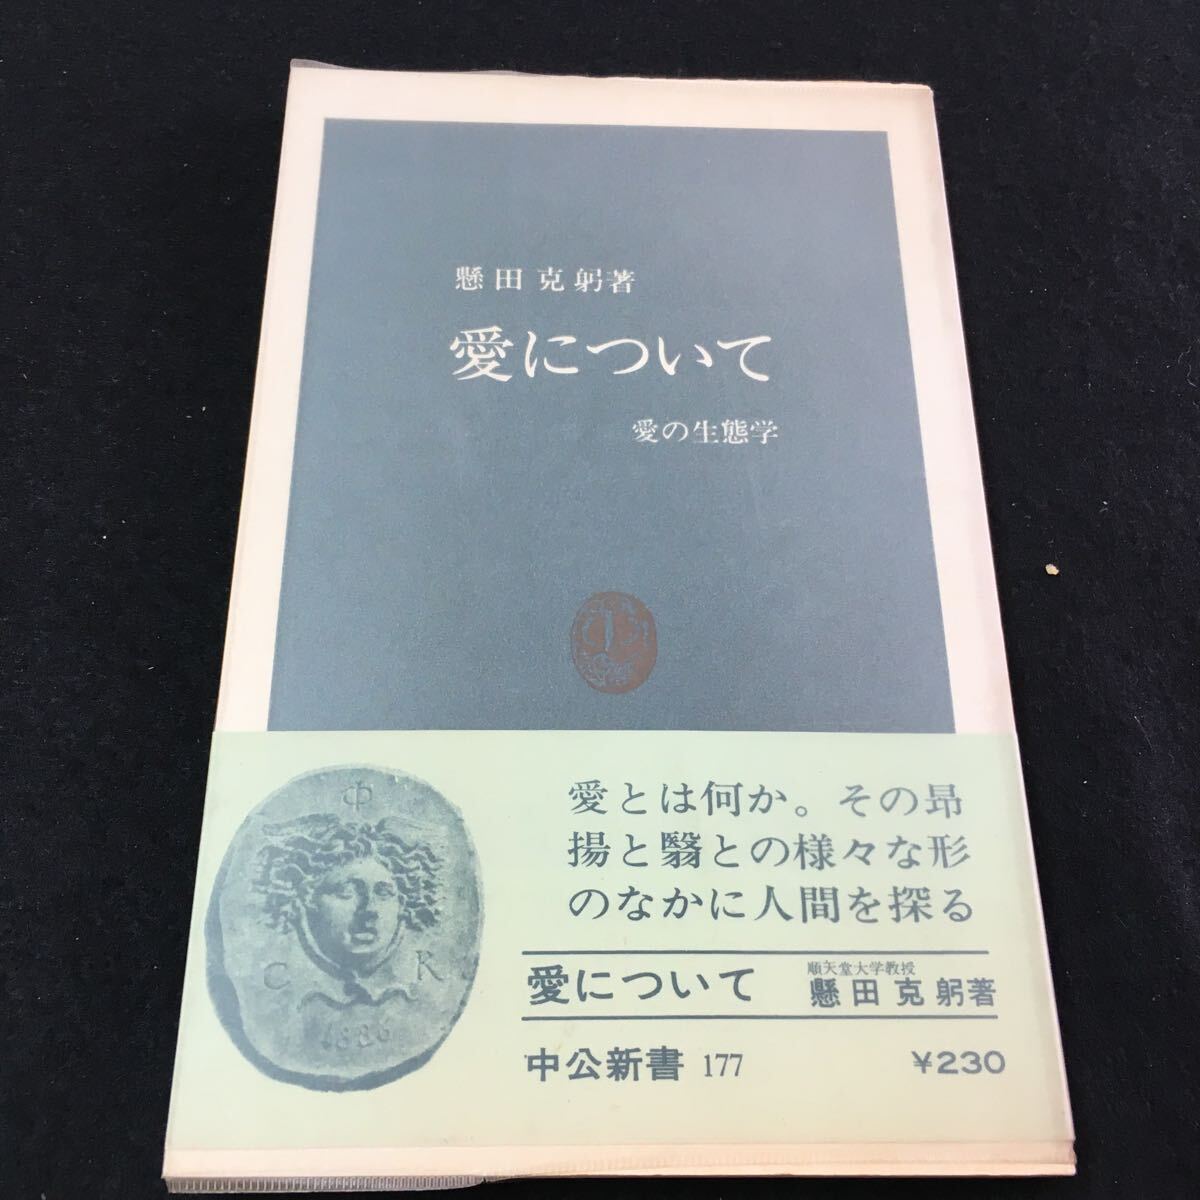 懸田克躬著
愛について
愛の生態学
Φ
C K
1886
愛とは何か。その昂
揚と翳との様々な形
のなかに人間を探る
愛について
順天堂大学教授
懸田克躬著
中公新書 177
¥230